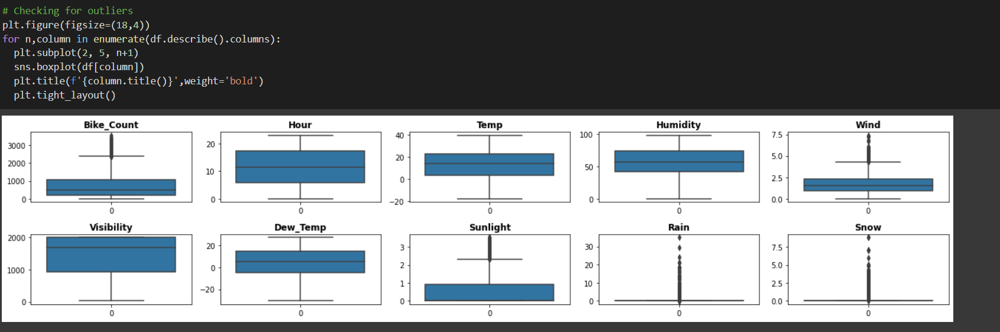 # Checking for outliers
plt.figure(figsize=(18,4))
for n,column in enumerate(df.describe().columns):
  plt.subplot(2, 5, n+1)
  sns.boxplot(df[column])
  plt.title(f'{column.title()}',weight='bold')
  plt.tight_layout()
Bike_Count
3000
2000
1000
0
0
Hour
20
10
0
0
Temp
40
20
0
−20
0
Humidity
100
50
0
0
Wind
7.5
5.0
2.5
0.0
0
Visibility
2000
1000
0
0
Dew_Temp
20
0
−20
0
Sunlight
3
2
1
0
0
Rain
30
20
10
0
0
Snow
7.5
5.0
2.5
0.0
0